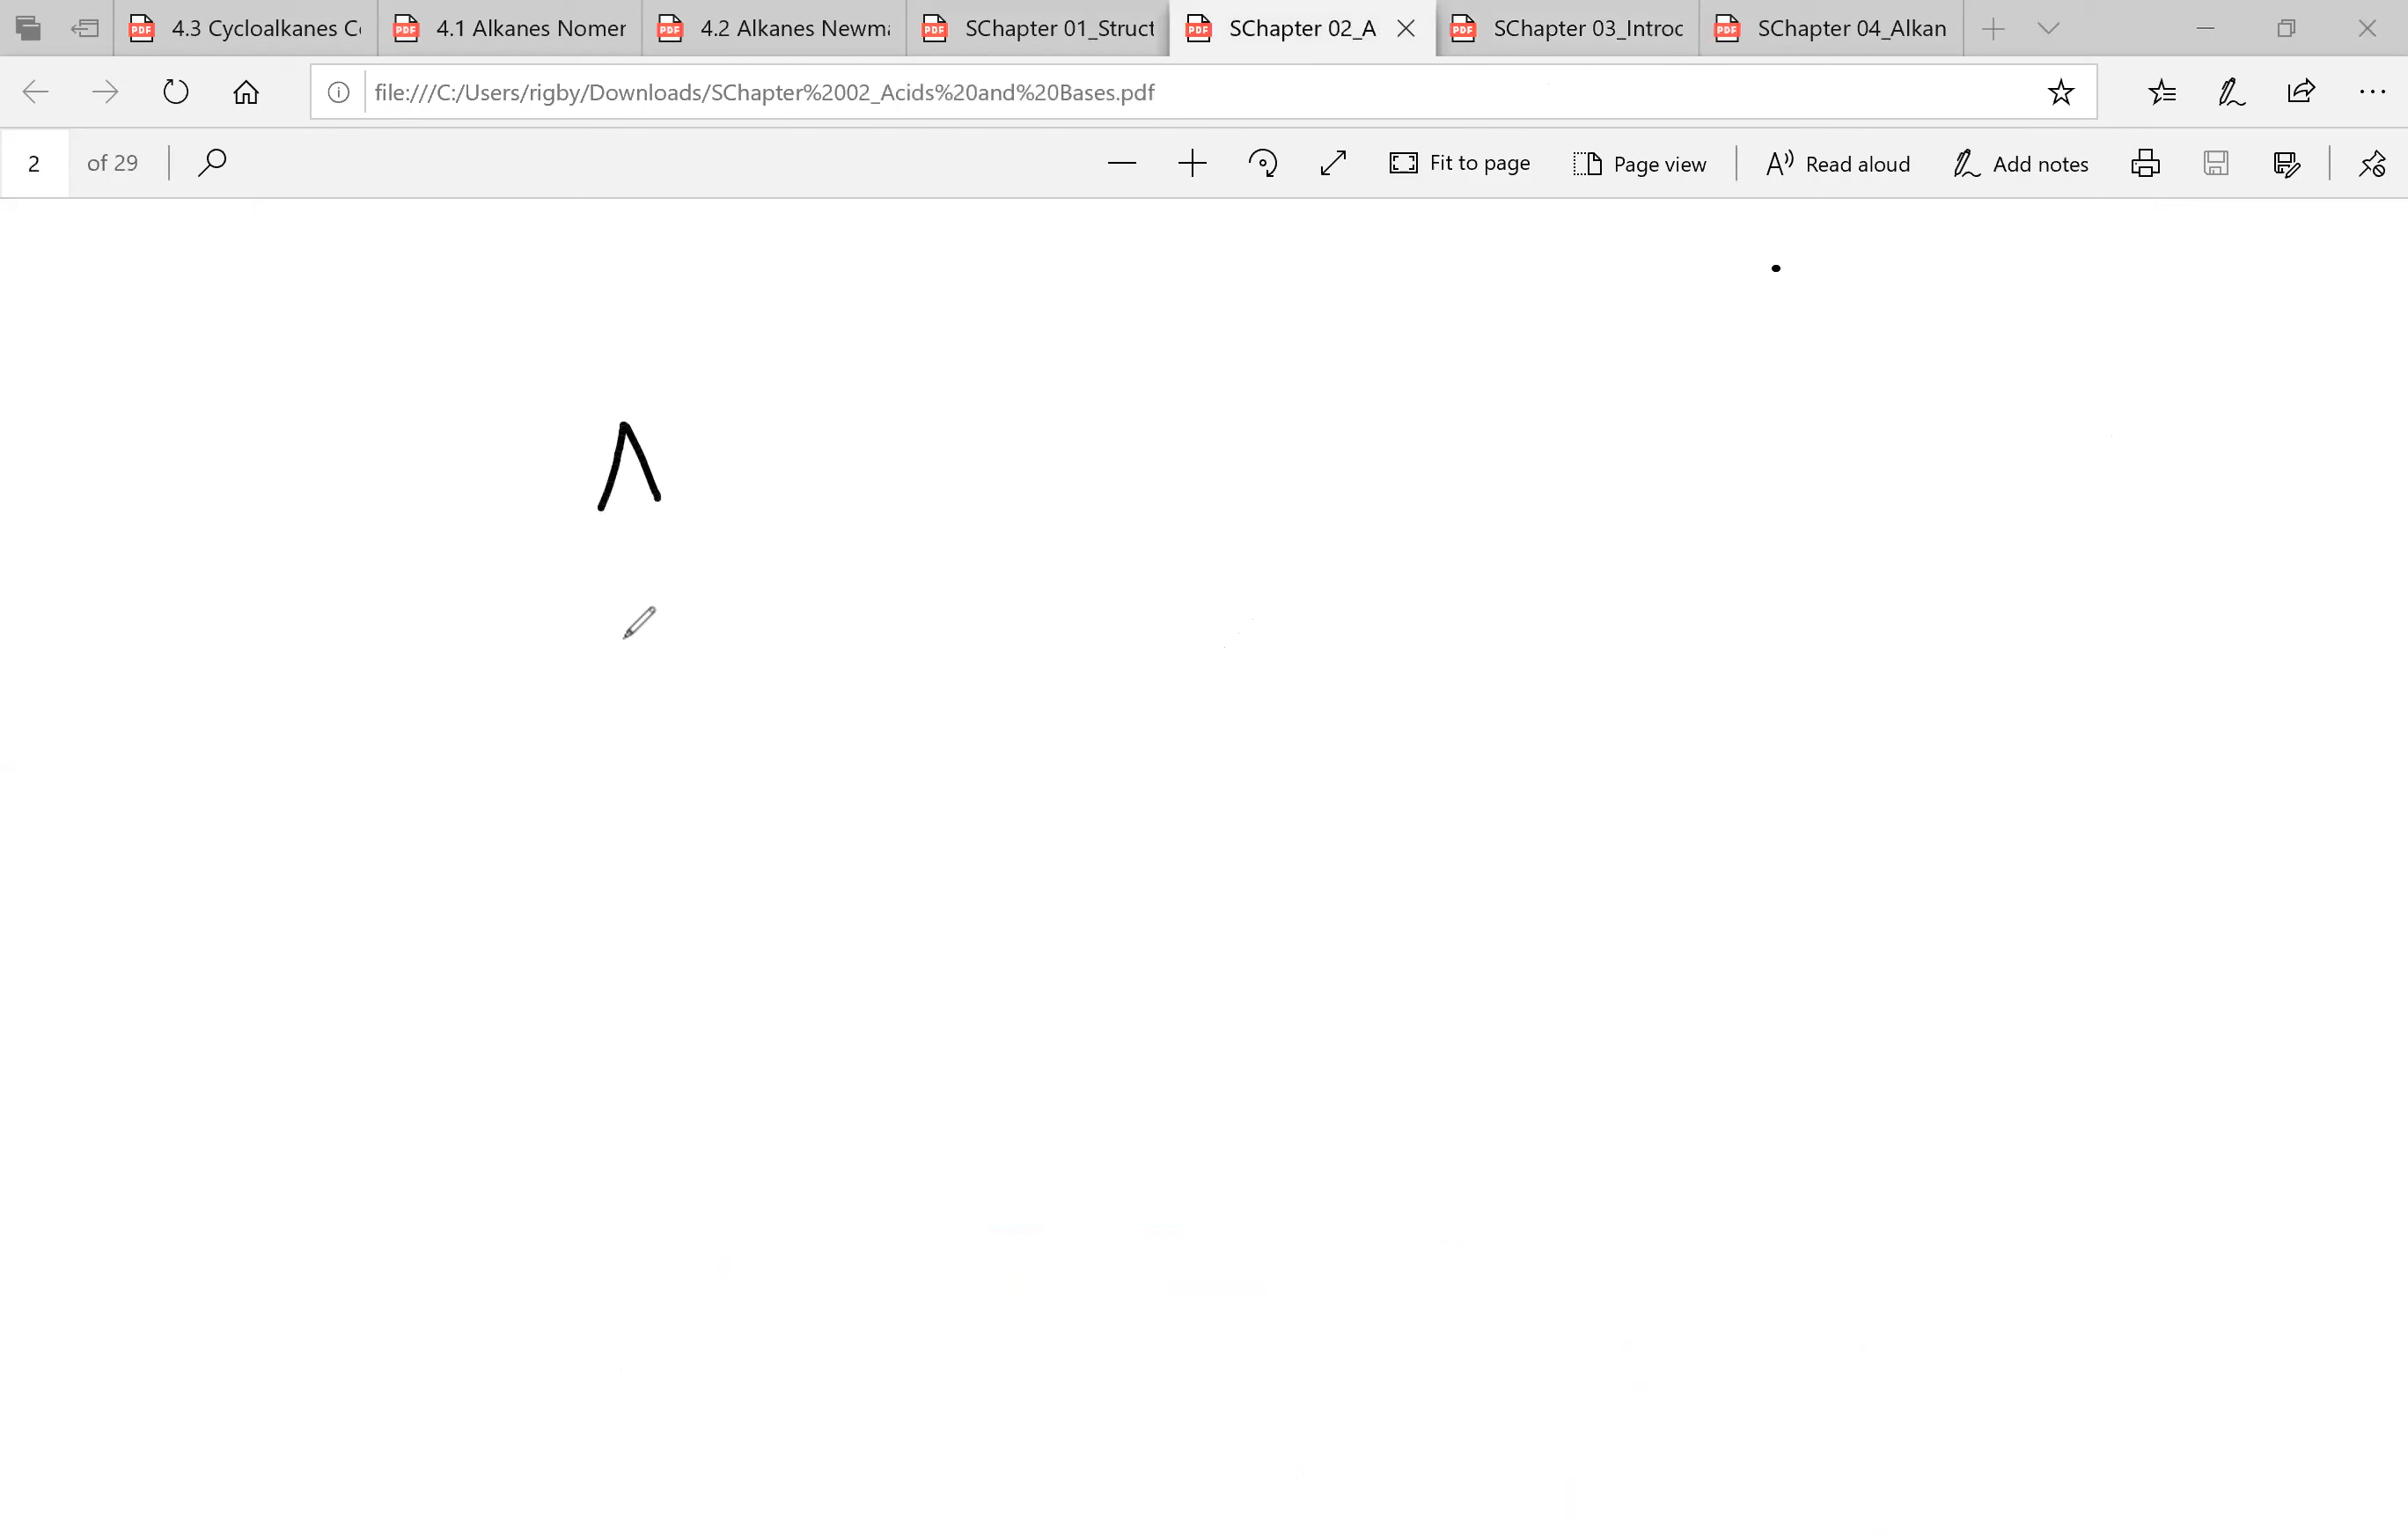 4.3 Cycloalkanes C 4.1 Alkanes Nomer 4.2 Alkanes Newm SChapter 01_Struct SChapter 02_A SChapter 03_Introc SChapter 04_Alkan
file:///C:/Users/rigby/Downloads/SChapter%2002_Acids%20and%20Bases.pdf
2 of 29 Fit to page Page view Read aloud Add notes